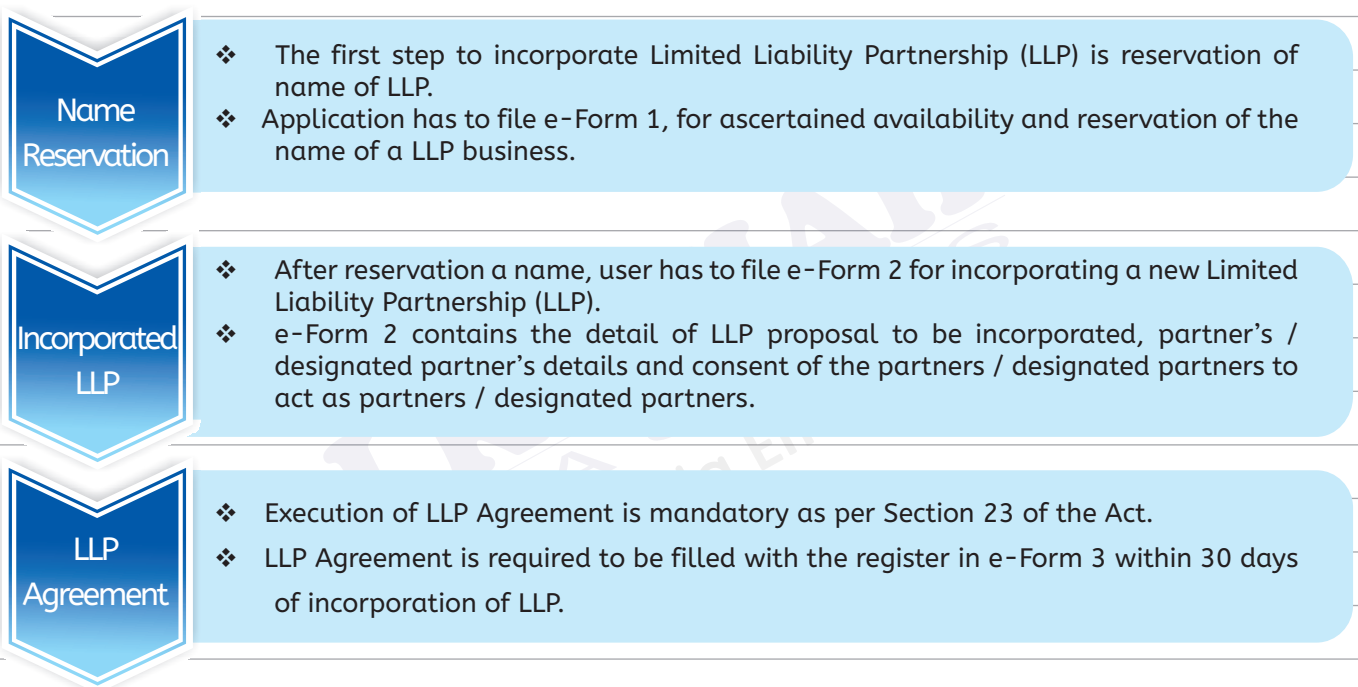 Name
Reservation
❖ The first step to incorporate Limited Liability Partnership (LLP) is reservation of
name of LLP.
❖ Application has to file e-Form 1, for ascertained availability and reservation of the
name of a LLP business.
Incorporated
LLP
❖ After reservation a name, user has to file e-Form 2 for incorporating a new Limited
Liability Partnership (LLP).
❖ e-Form 2 contains the detail of LLP proposal to be incorporated, partner's /
designated partner's details and consent of the partners / designated partners to
act as partners / designated partners.
LLP
Agreement
❖ Execution of LLP Agreement is mandatory as per Section 23 of the Act.
❖ LLP Agreement is required to be filled with the register in e-Form 3 within 30 days
of incorporation of LLP.